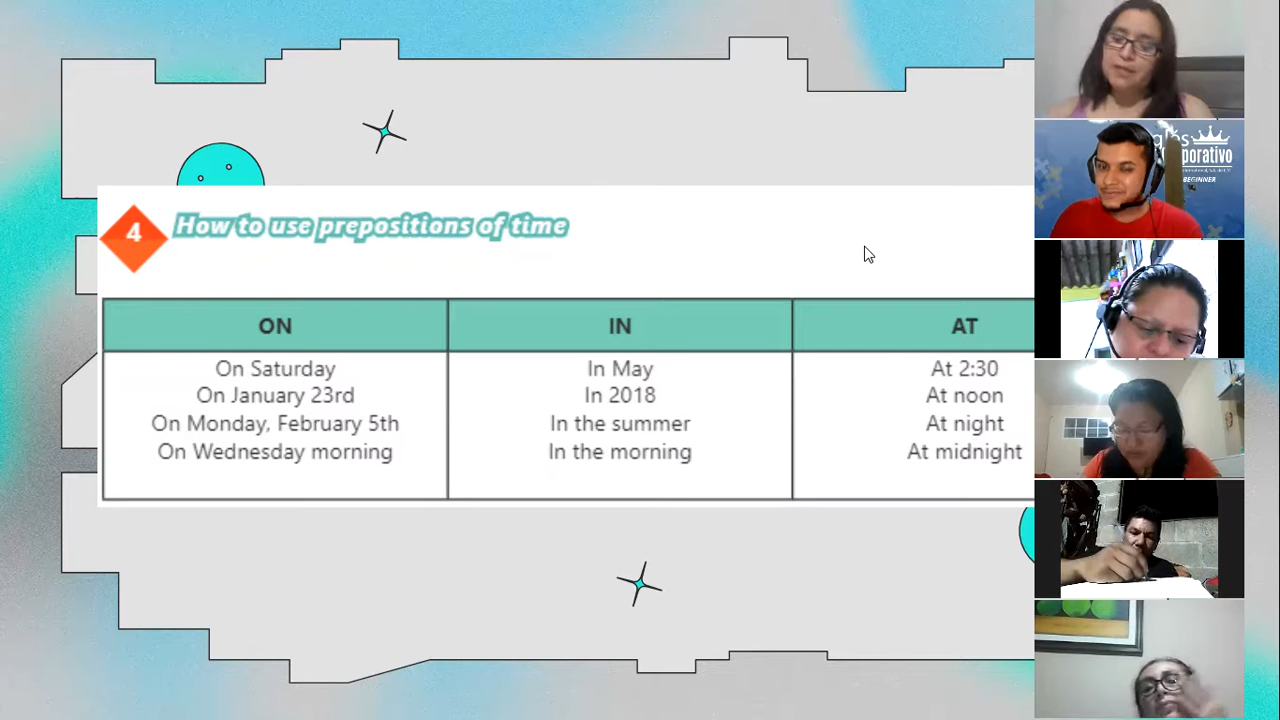 4
How to use prepositions of time
ON IN AT
On Saturday In May At 2:30
On January 23rd In 2018 At noon
On Monday, February 5th In the summer At night
On Wednesday morning In the morning At midnight
BEGINNER